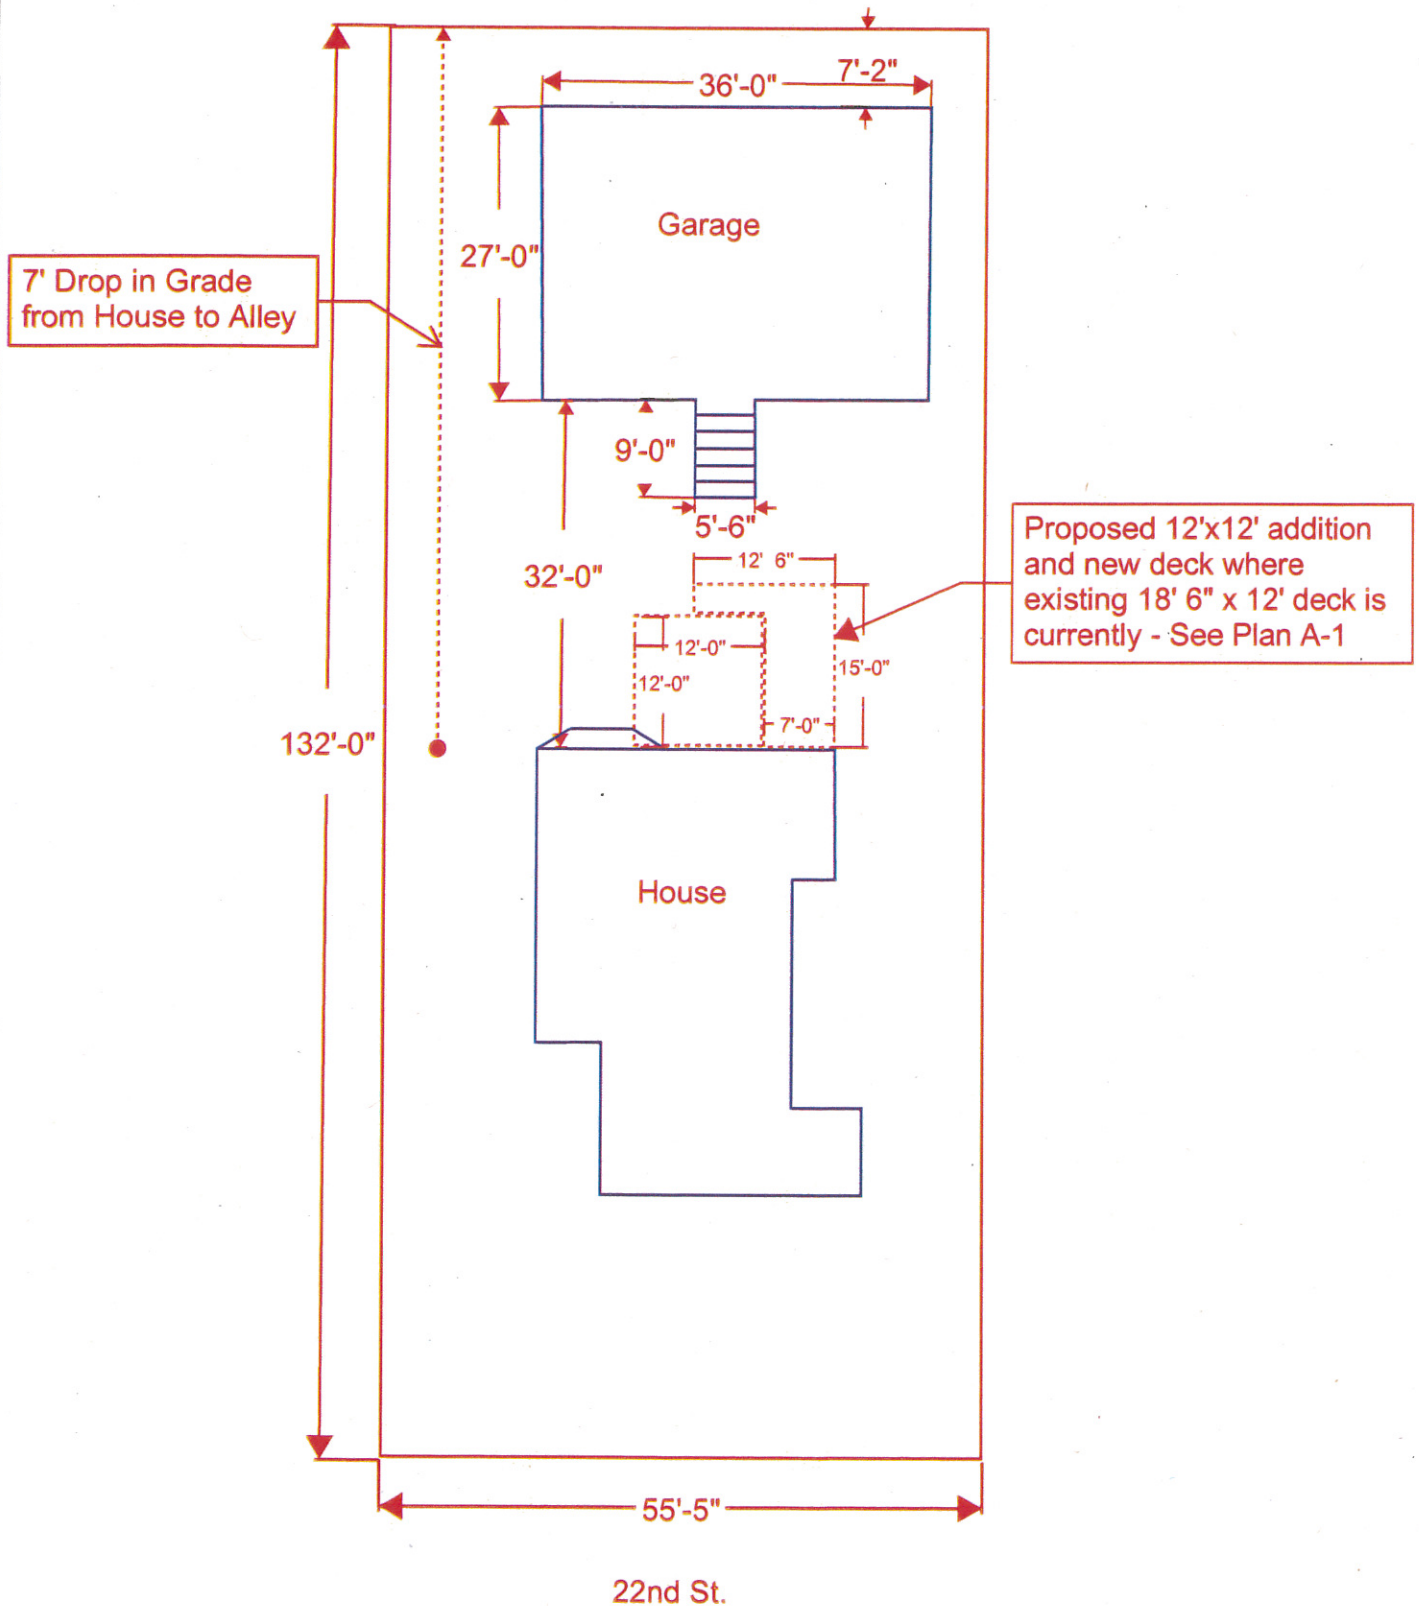 7'-2"
36'-0"
Garage
27'-0"
7' Drop in Grade
from House to Alley
9'-0"
5'-6"
Proposed 12'x12' addition
and new deck where
existing 18' 6" x 12' deck is
currently - See Plan A-1
12' 6"
32'-0"
12'-0"
15'-0"
12'-0"
7'-0"
132'-0"
House
55'-5"
22nd St.